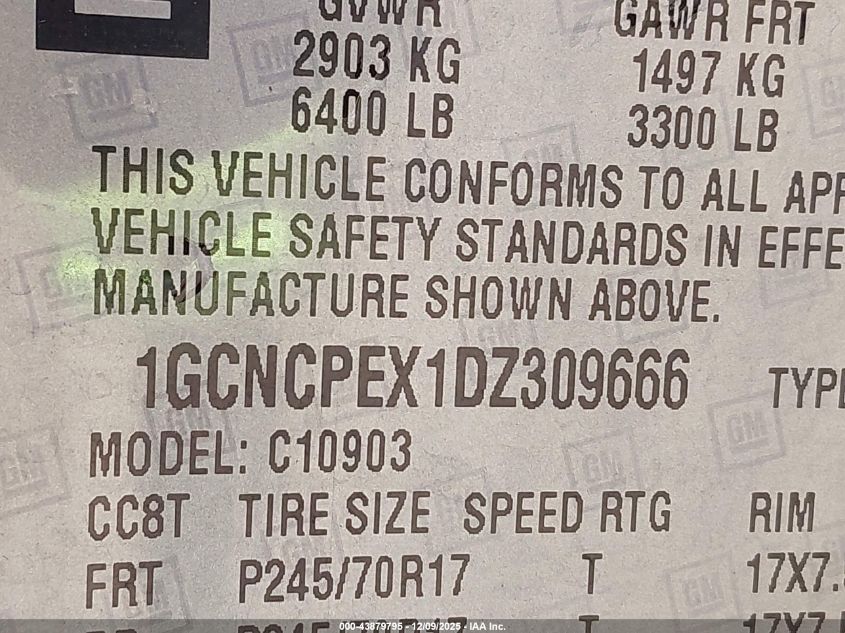 GVWR GAWR FRT
2903 KG 1497 KG
6400 LB 3300 LB
THIS VEHICLE CONFORMS TO ALL APP
VEHICLE SAFETY STANDARDS IN EFFE
MANUFACTURE SHOWN ABOVE.
1GCNCPEX1DZ309666 TYPE
MODEL: C10903
CC8T TIRE SIZE SPEED RTG RIM
FRT P245/70R17 T 17X7.
000-43879795 - 12/09/2025 - IAA Inc.